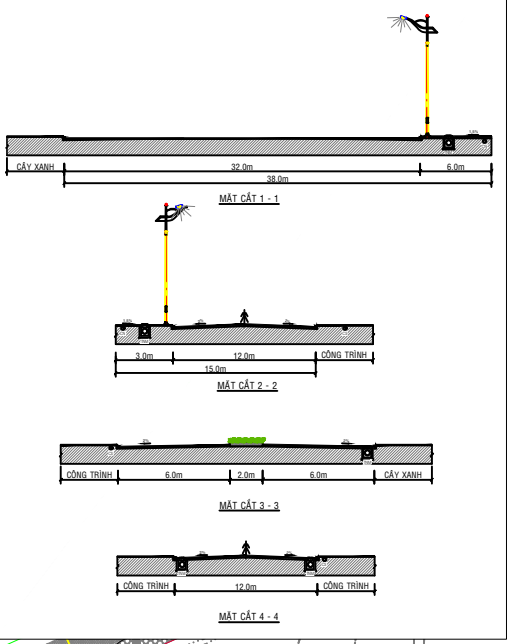 CÂY XANH 32.0m 6.0m
38.0m
MẶT CẮT 1 - 1
3.0m 12.0m CÔNG TRÌNH
15.0m
MẶT CẮT 2 - 2
CÔNG TRÌNH 6.0m 2.0m 6.0m CÂY XANH
MẶT CẮT 3 - 3
CÔNG TRÌNH 12.0m CÔNG TRÌNH
MẶT CẮT 4 - 4